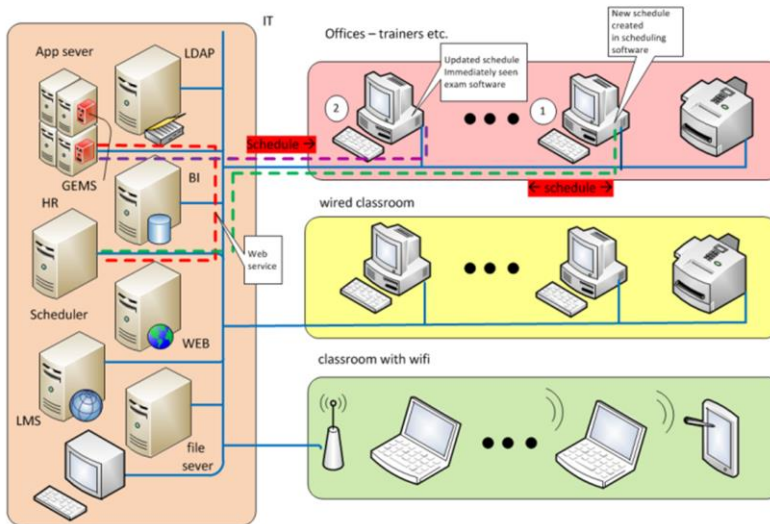 IT
App sever
LDAP
GEMS
BI
HR
Web
service
Scheduler
WEB
LMS
file
sever
Offices – trainers etc.
New schedule
created
in scheduling
software
Updated schedule
Immediately seen
exam software
2
1
Schedule →
← schedule →
wired classroom
classroom with wifi